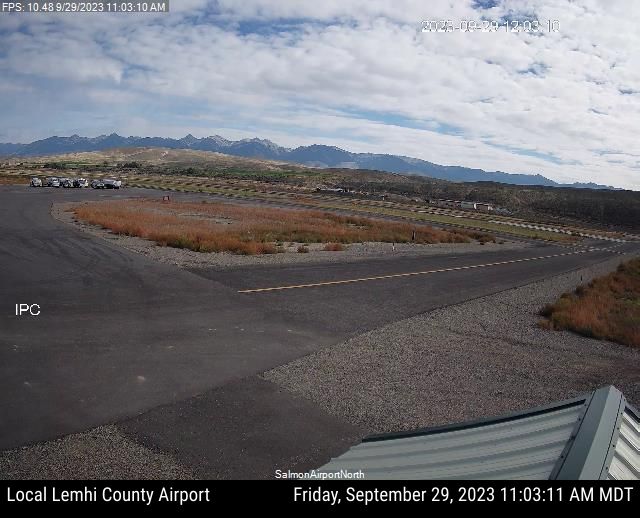 FPS: 10.48 9/29/2023 11:03:10 AM
2023-09-29 12:03:10
IPC
SalmonAirportNorth
Local Lemhi County Airport Friday, September 29, 2023 11:03:11 AM MDT